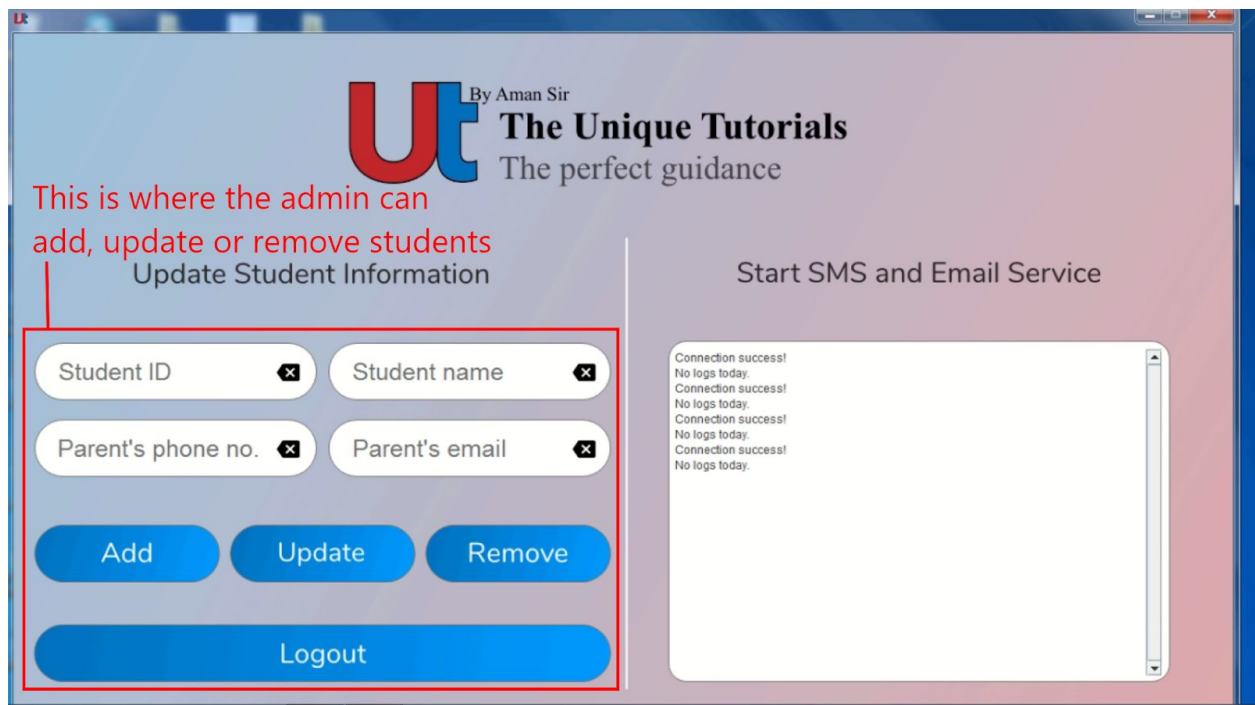 Ut
Ut
By Aman Sir
The Unique Tutorials
The perfect guidance
This is where the admin can
add, update or remove students
Update Student Information
Student ID
Student name
Parent's phone no.
Parent's email
Add
Update
Remove
Logout
Start SMS and Email Service
Connection success!
No logs today.
Connection success!
No logs today.
Connection success!
No logs today.
Connection success!
No logs today.